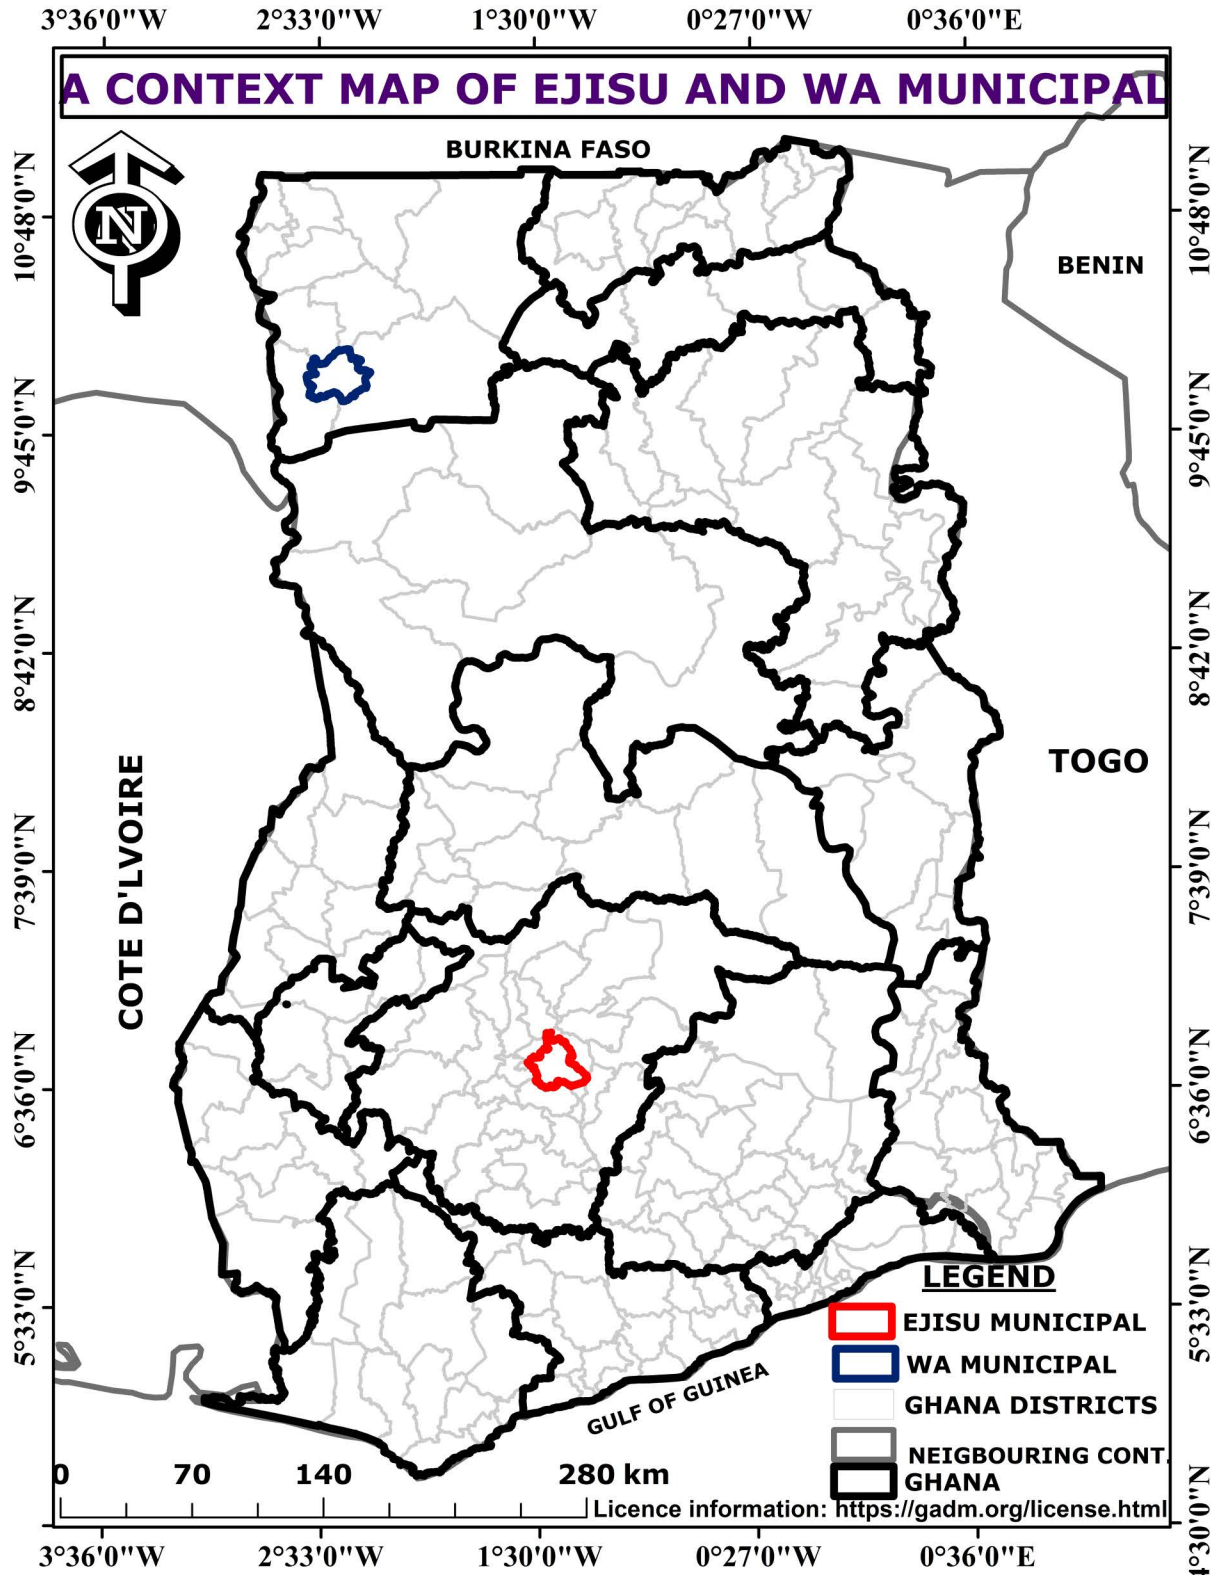 3°36'0"W 2°33'0"W 1°30'0"W 0°27'0"W 0°36'0"E
A CONTEXT MAP OF EJISU AND WA MUNICIPAL
BURKINA FASO
N
10°48'0"N
10°48'0"N
BENIN
9°45'0"N
9°45'0"N
8°42'0"N
8°42'0"N
TOGO
COTE D'LVOIRE
7°39'0"N
7°39'0"N
6°36'0"N
6°36'0"N
5°33'0"N
5°33'0"N
LEGEND
EJISU MUNICIPAL
WA MUNICIPAL
GHANA DISTRICTS
NEIGBOURING CONT.
GHANA
GULF OF GUINEA
0 70 140 280 km
Licence information: https://gadm.org/license.html
4°30'0"N
3°36'0"W 2°33'0"W 1°30'0"W 0°27'0"W 0°36'0"E